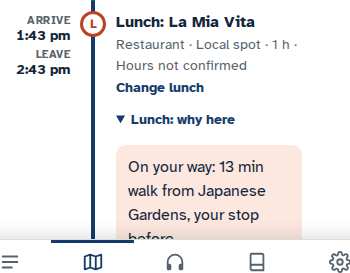 ARRIVE
1:43 pm
LEAVE
2:43 pm
L
Lunch: La Mia Vita
Restaurant · Local spot · 1 h ·
Hours not confirmed
Change lunch
▼ Lunch: why here
On your way: 13 min
walk from Japanese
Gardens, your stop
before